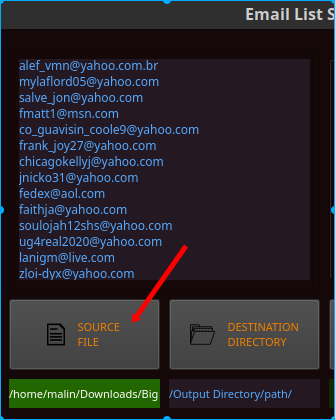 Email List S
alef_vmn@yahoo.com.br
mylaflord05@yahoo.com
salve_jon@yahoo.com
fmatt1@msn.com
co_guavisin_coole9@yahoo.com
frank_joy27@yahoo.com
chicagokellyj@yahoo.com
jnicko31@yahoo.com
fedex@aol.com
faithja@yahoo.com
soulojah12shs@yahoo.com
ug4real2020@yahoo.com
lanigm@live.com
zloi-dyx@yahoo.com
SOURCE
FILE
DESTINATION
DIRECTORY
/home/malin/Downloads/Big
/Output Directory/path/